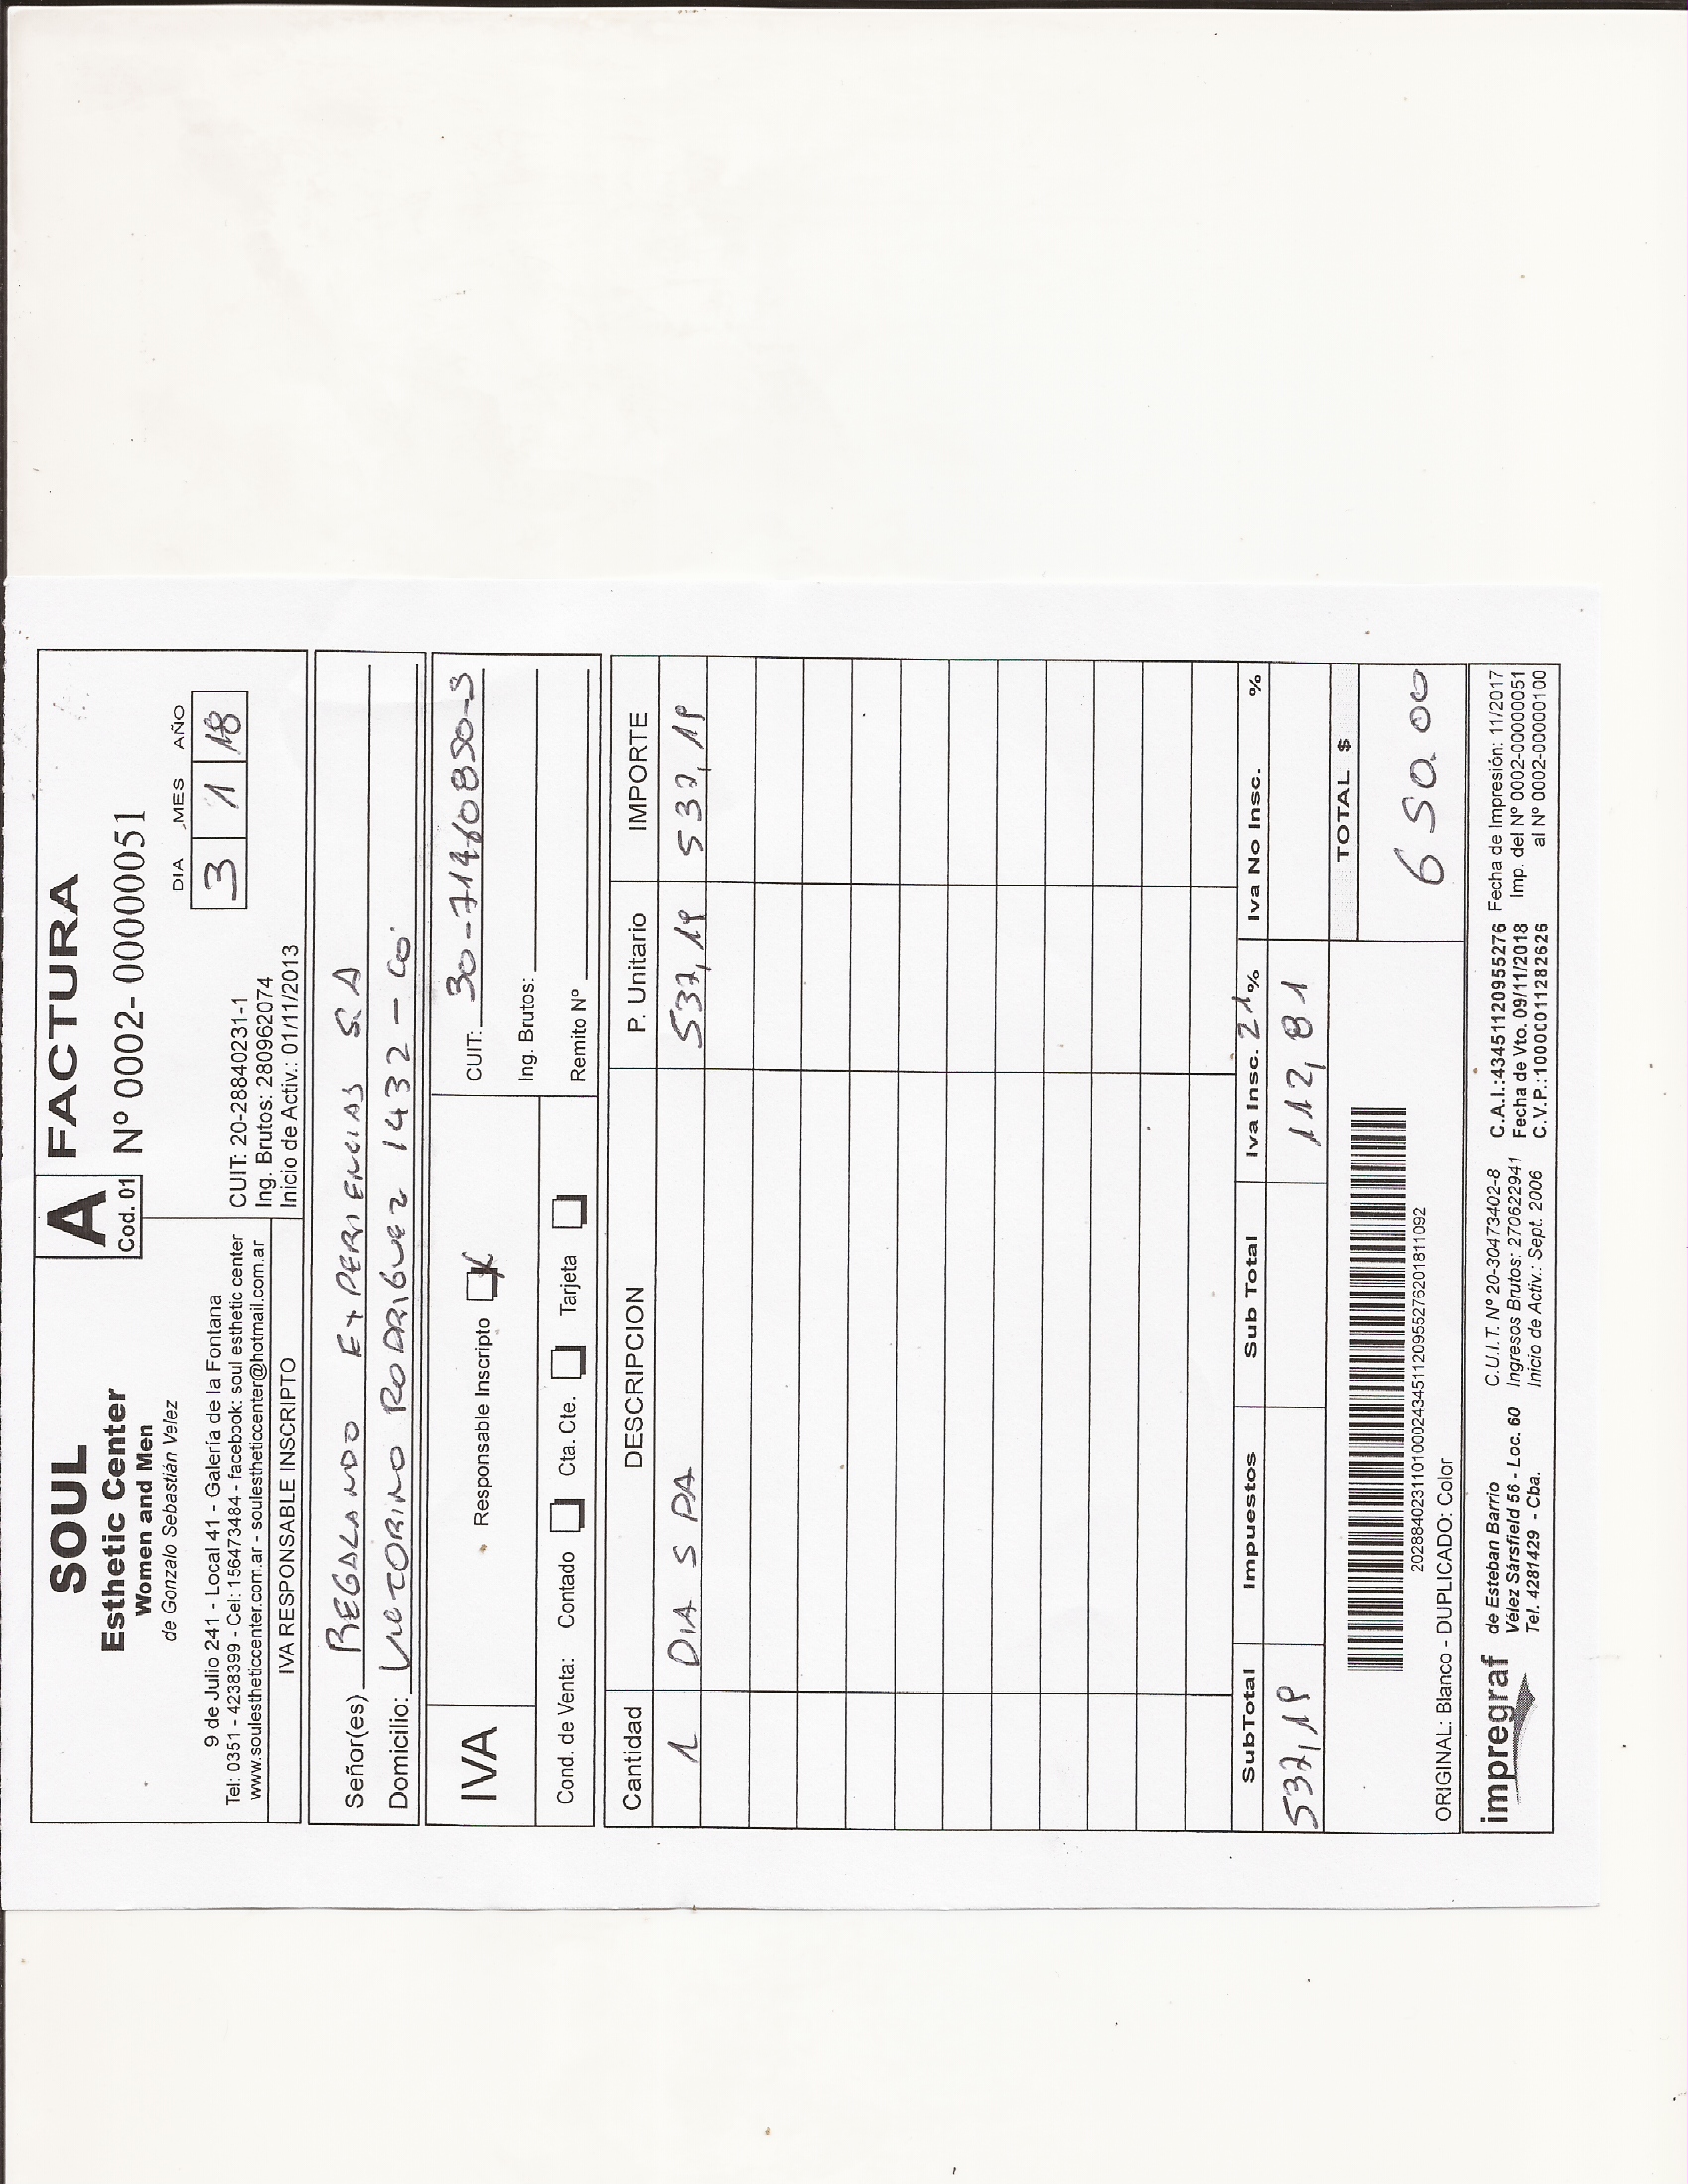 SOUL
Esthetic Center
Women and Men
de Gonzalo Sebastián Velez
9 de Julio 241 - Local 41 - Galería de la Fontana
Tel: 0351 - 4238399 - Cel: 156473484 - facebook: soul esthetic center
www.soulestheticcenter.com.ar - soulestheticcenter@hotmail.com.ar
IVA RESPONSABLE INSCRIPTO
A
Cod. 01
FACTURA
Nº 0002- 00000051
DIA MES AÑO
3 1 18
CUIT: 20-28840231-1
Ing. Brutos: 280962074
Inicio de Activ.: 01/11/2013
Señor(es) REGALANDO EXPERIENCIAS S.A
Domicilio: VICTORINO RODRIGUEZ 1432 -
IVA Responsable Inscripto X
Cond. de Venta: Contado Cta. Cte. Tarjeta
CUIT: 30-71460850-3
Ing. Brutos:
Remito Nº
Cantidad DESCRIPCION P. Unitario IMPORTE
1 DIA SPA 537,19 537,19
SubTotal Impuestos Sub Total Iva Insc. 21% Iva No Insc. %
537,19 112,81
TOTAL $
650.00
20288402311010002434511209552762018110​92
ORIGINAL: Blanco - DUPLICADO: Color
impregraf
de Esteban Barrio
Vélez Sársfield 56 - Loc. 60
Tel. 4281429 - Cba.
C.U.I.T. Nº 20-30473402-8
Ingresos Brutos: 270622941
Inicio de Activ.: Sept. 2006
C.A.I.:43451120955276 Fecha de Impresión: 11/2017
Fecha de Vto. 09/11/2018 Imp. del Nº 0002-00000051
C.V.P.:10000011282626 al Nº 0002-00000100